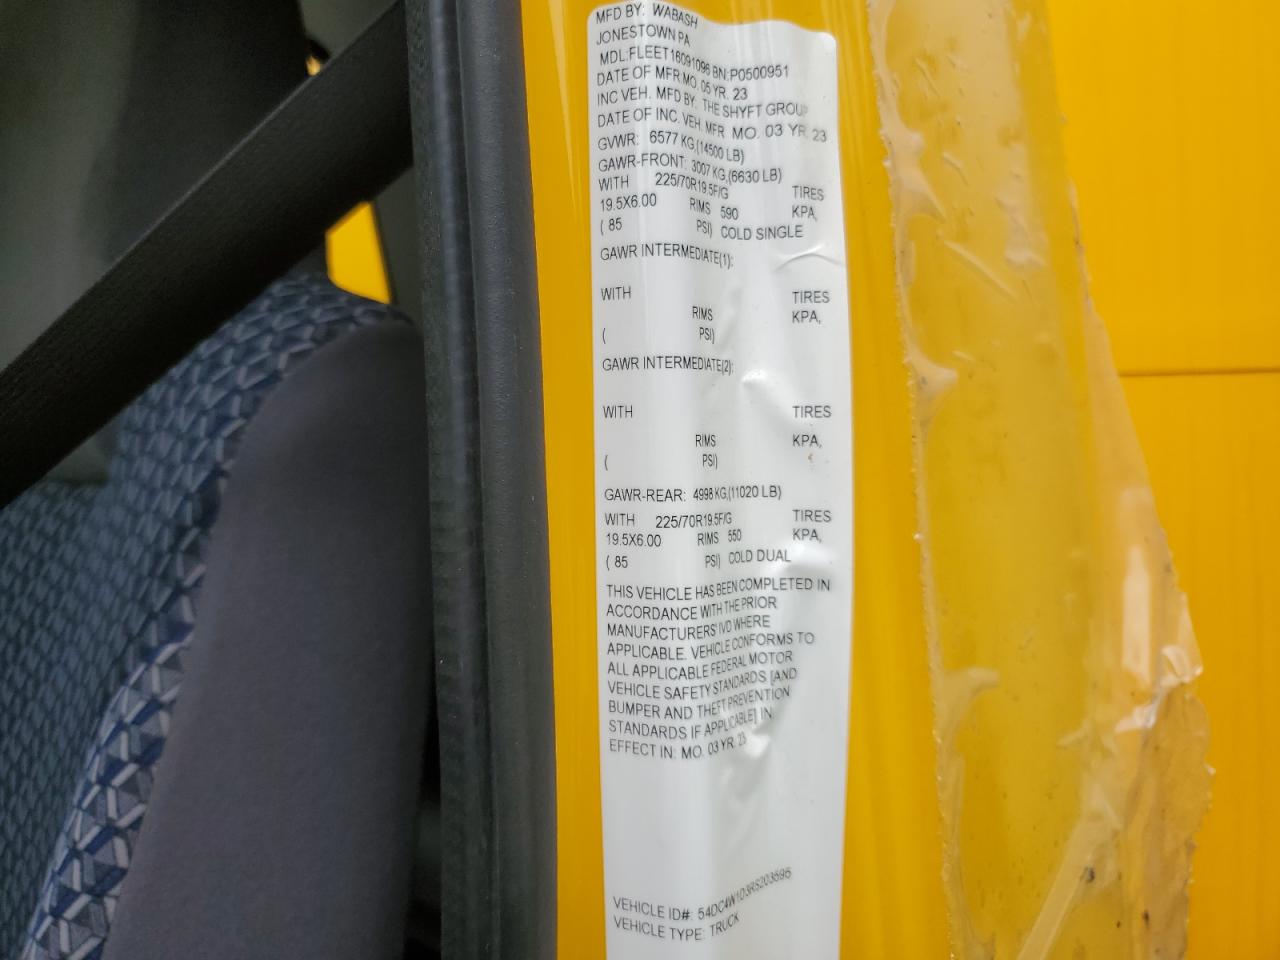 MFD BY: WABASH
JONESTOWN PA
MDL:FLEET16091096 BN:P0500951
DATE OF MFR MO. 05 YR. 23
INC VEH. MFD BY: THE SHYFT GROUP
DATE OF INC. VEH. MFR MO. 03 YR 23
GVWR: 6577 KG,(14500 LB)
GAWR-FRONT: 3007 KG,(6630 LB)
WITH 225/70R19.5F/G TIRES
19.5X6.00 RIMS 590 KPA,
( 85 PSI) COLD SINGLE
GAWR INTERMEDIATE(1):
WITH TIRES
RIMS KPA,
( PSI)
GAWR INTERMEDIATE(2):
WITH TIRES
RIMS KPA,
( PSI)
GAWR-REAR: 4998 KG,(11020 LB)
WITH 225/70R19.5F/G TIRES
19.5X6.00 RIMS 550 KPA,
( 85 PSI) COLD DUAL
THIS VEHICLE HAS BEEN COMPLETED IN
ACCORDANCE WITH THE PRIOR
MANUFACTURERS' IVD WHERE
APPLICABLE. VEHICLE CONFORMS TO
ALL APPLICABLE FEDERAL MOTOR
VEHICLE SAFETY STANDARDS [AND
BUMPER AND THEFT PREVENTION
STANDARDS IF APPLICABLE] IN
EFFECT IN: MO. 03 YR. 23
VEHICLE ID#: 54DC4W1D3RS203595
VEHICLE TYPE: TRUCK